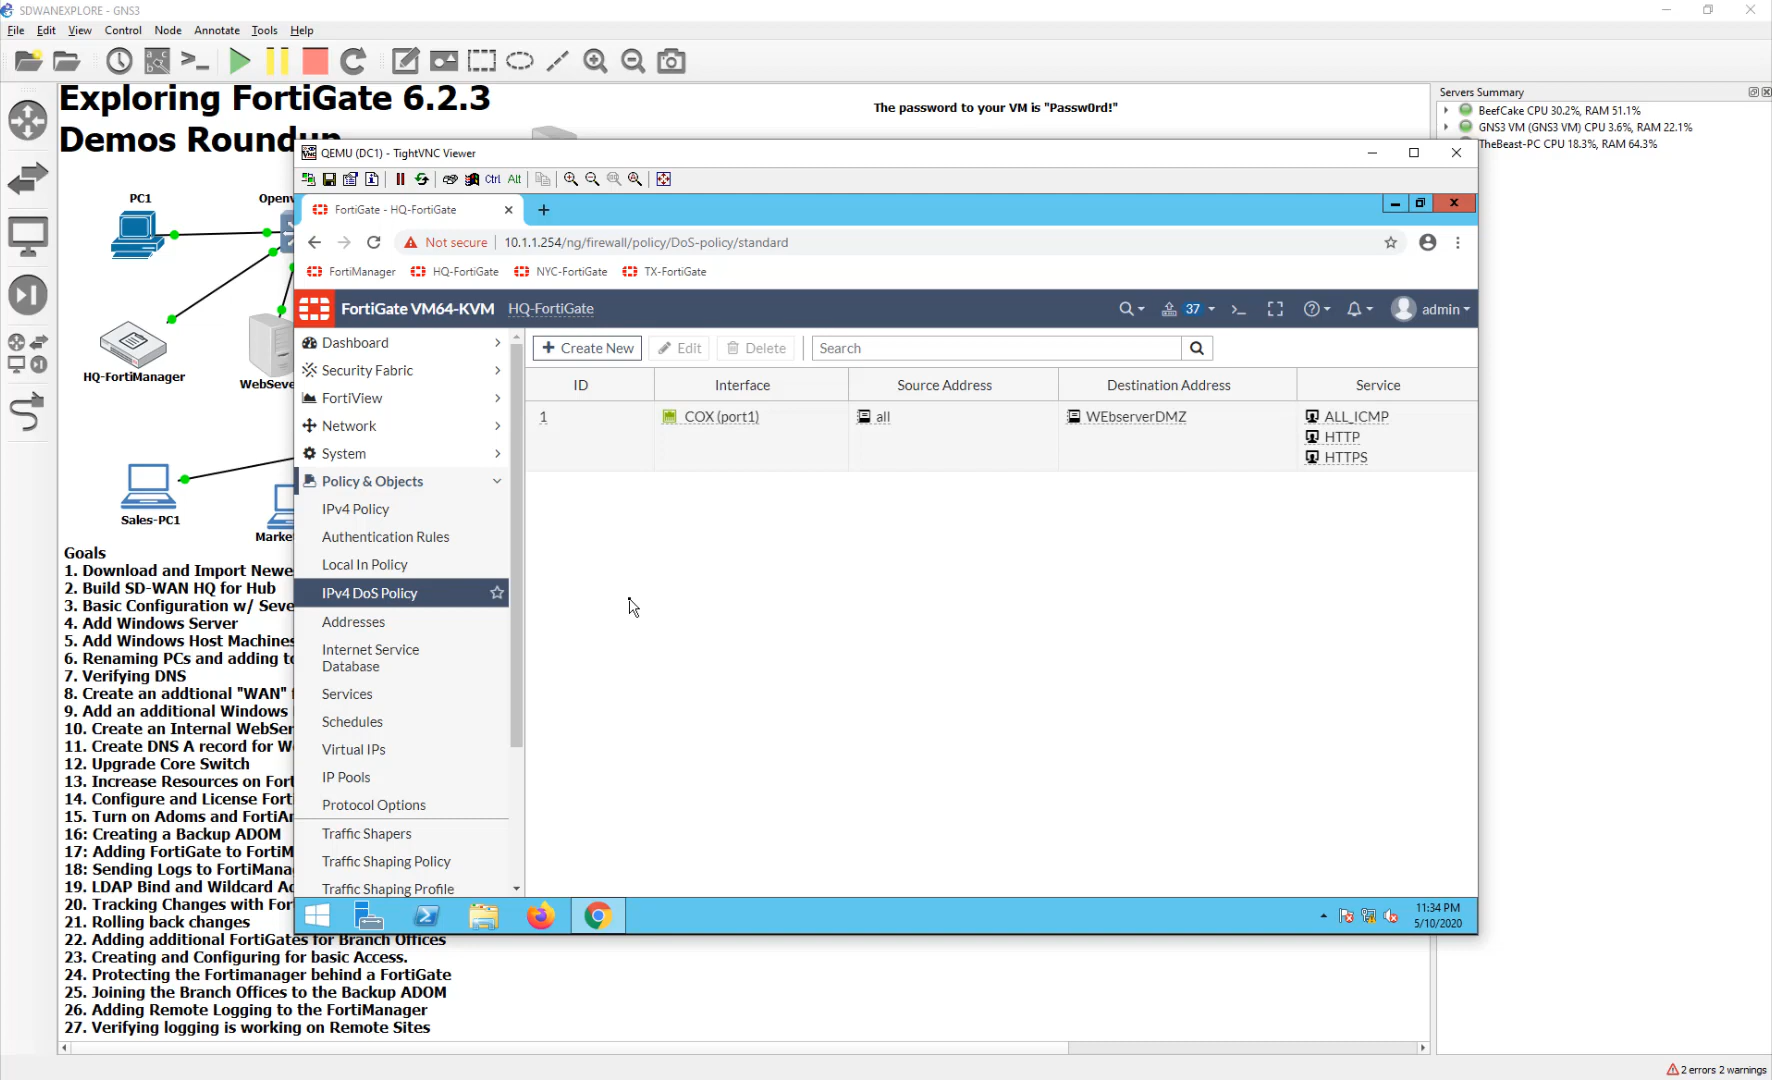 SDWANEXPLORE - GNS3
File Edit View Control Node Annotate Tools Help
Exploring FortiGate 6.2.3
Demos Roundup
The password to your VM is "Passw0rd!"
Servers Summary
BeefCake CPU 30.2%, RAM 51.1%
GNS3 VM (GNS3 VM) CPU 3.6%, RAM 22.1%
TheBeast-PC CPU 18.3%, RAM 64.3%
PC1
Openv
HQ-FortiManager
WebServe
Sales-PC1
Market
QEMU (DC1) - TightVNC Viewer
Ctrl Alt
FortiGate - HQ-FortiGate
Not secure 10.1.1.254/ng/firewall/policy/DoS-policy/standard
FortiManager HQ-FortiGate NYC-FortiGate TX-FortiGate
FortiGate VM64-KVM HQ-FortiGate
37
admin
Dashboard
Security Fabric
FortiView
Network
System
Policy & Objects
IPv4 Policy
Authentication Rules
Local In Policy
IPv4 DoS Policy
Addresses
Internet Service
Database
Services
Schedules
Virtual IPs
IP Pools
Protocol Options
Traffic Shapers
Traffic Shaping Policy
Traffic Shaping Profile
Create New Edit Delete Search
ID Interface Source Address Destination Address Service
1 COX (port1) all WEbserverDMZ ALL_ICMP
HTTP
HTTPS
11:34 PM
5/10/2020
Goals
1. Download and Import Newe
2. Build SD-WAN HQ for Hub
3. Basic Configuration w/ Seve
4. Add Windows Server
5. Add Windows Host Machines
6. Renaming PCs and adding to
7. Verifying DNS
8. Create an addtional "WAN" f
9. Add an additional Windows
10. Create an Internal WebSer
11. Create DNS A record for W
12. Upgrade Core Switch
13. Increase Resources on Fort
14. Configure and License Forti
15. Turn on Adoms and FortiAn
16: Creating a Backup ADOM
17: Adding FortiGate to FortiM
18: Sending Logs to FortiMana
19. LDAP Bind and Wildcard Ac
20. Tracking Changes with For
21. Rolling back changes
22. Adding additional FortiGates for Branch Offices
23. Creating and Configuring for basic Access.
24. Protecting the Fortimanager behind a FortiGate
25. Joining the Branch Offices to the Backup ADOM
26. Adding Remote Logging to the FortiManager
27. Verifying logging is working on Remote Sites
2 errors 2 warnings